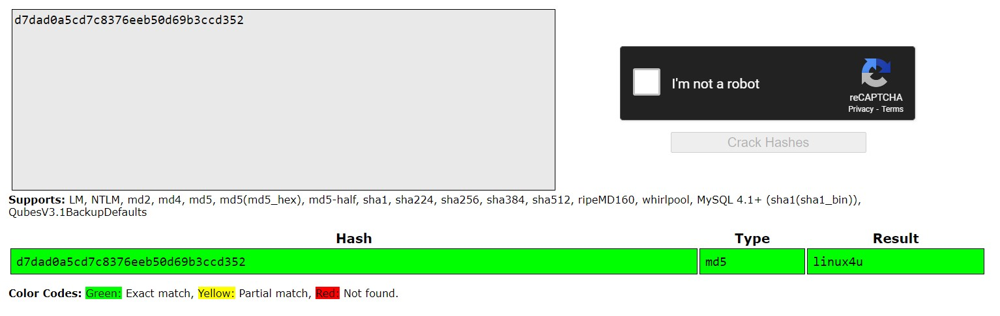 d7dad0a5cd7c8376eeb50d69b3ccd352
I'm not a robot
reCAPTCHA
Privacy - Terms
Crack Hashes
Supports: LM, NTLM, md2, md4, md5, md5(md5_hex), md5-half, sha1, sha224, sha256, sha384, sha512, ripeMD160, whirlpool, MySQL 4.1+ (sha1(sha1_bin)),
QubesV3.1BackupDefaults
Hash Type Result
d7dad0a5cd7c8376eeb50d69b3ccd352 md5 linux4u
Color Codes: Green: Exact match, Yellow: Partial match, Red: Not found.